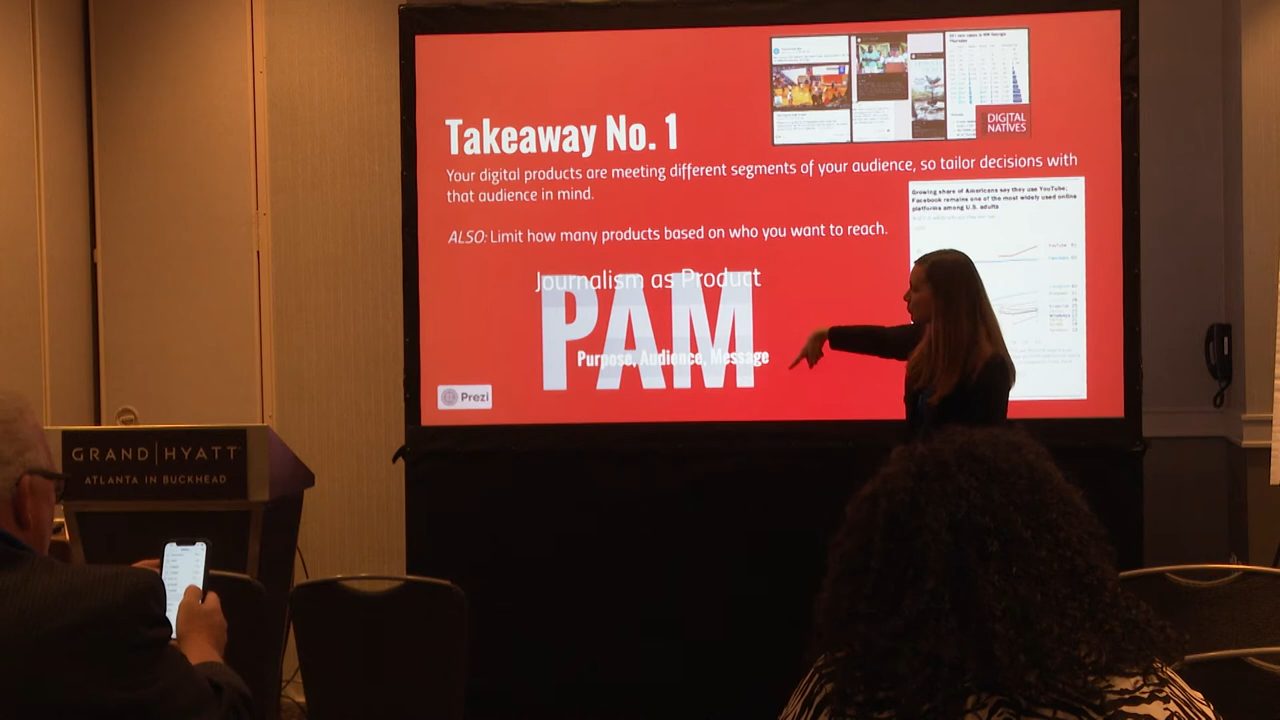 Takeaway No. 1
Your digital products are meeting different segments of your audience, so tailor decisions with
that audience in mind.
ALSO: Limit how many products based on who you want to reach.
Journalism as Product
PAM
Purpose, Audience, Message
Prezi
DIGITAL
NATIVES
Growing share of Americans say they use YouTube;
Facebook remains one of the most widely used online
platforms among U.S. adults
GRAND HYATT
ATLANTA IN BUCKHEAD